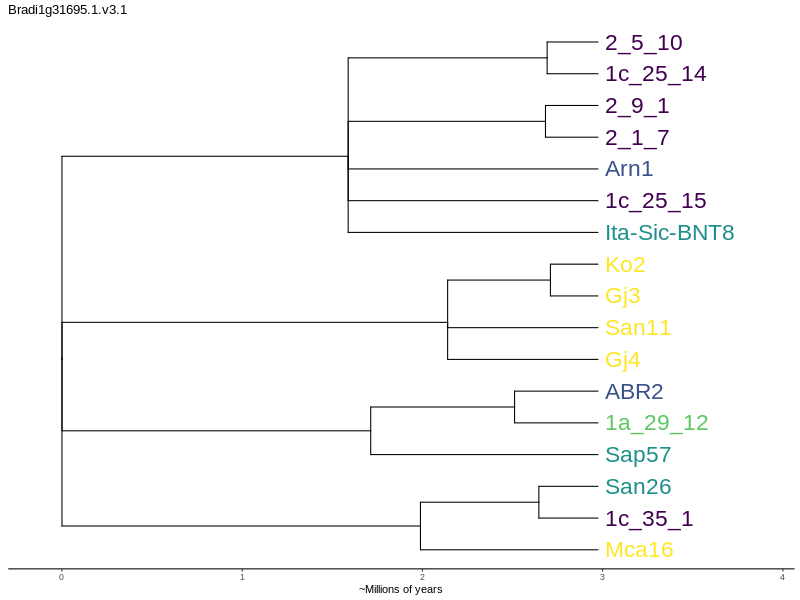 Bradi1g31695.1.v3.1
2_5_10
1c_25_14
2_9_1
2_1_7
Arn1
1c_25_15
Ita-Sic-BNT8
Ko2
Gj3
San11
Gj4
ABR2
1a_29_12
Sap57
San26
1c_35_1
Mca16
0 1 2 3 4
~Millions of years